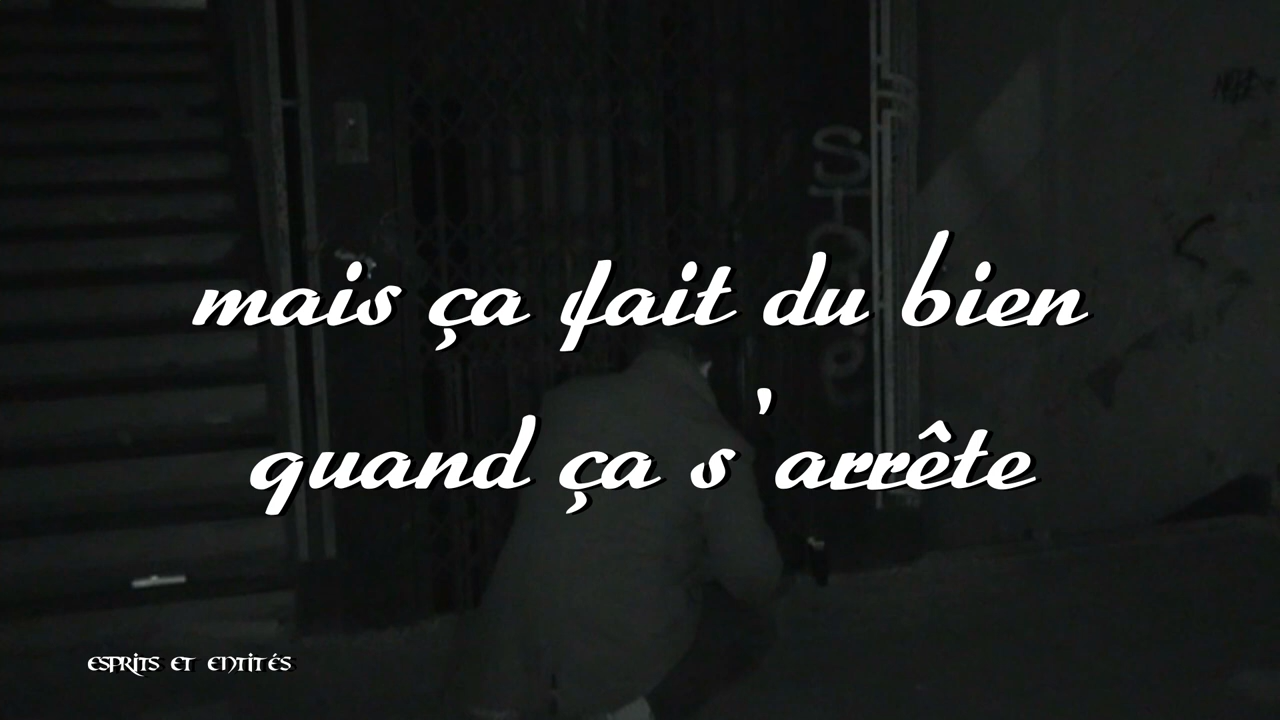 mais ça fait du bien
quand ça s'arrête
esprits et entités